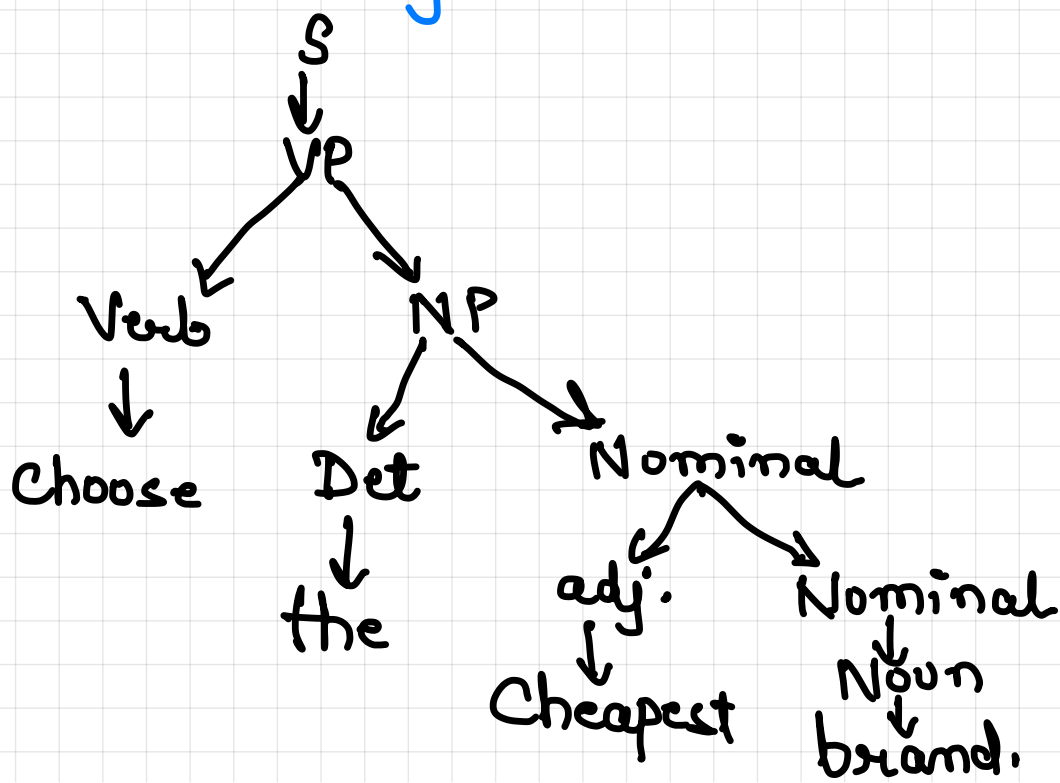 S
VP
Verb NP
Choose Det Nominal
the adj. Nominal
Cheapest Noun
brand.